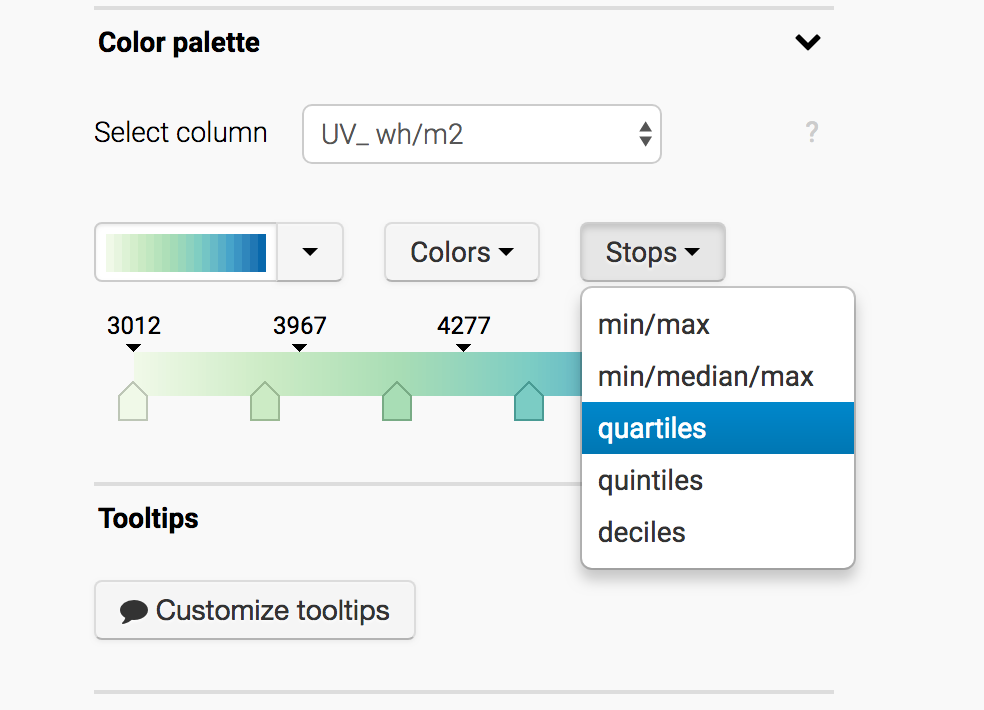 Color palette
Select column
UV_ wh/m2
?
Colors
Stops
3012
3967
4277
min/max
min/median/max
quartiles
quintiles
deciles
Tooltips
Customize tooltips